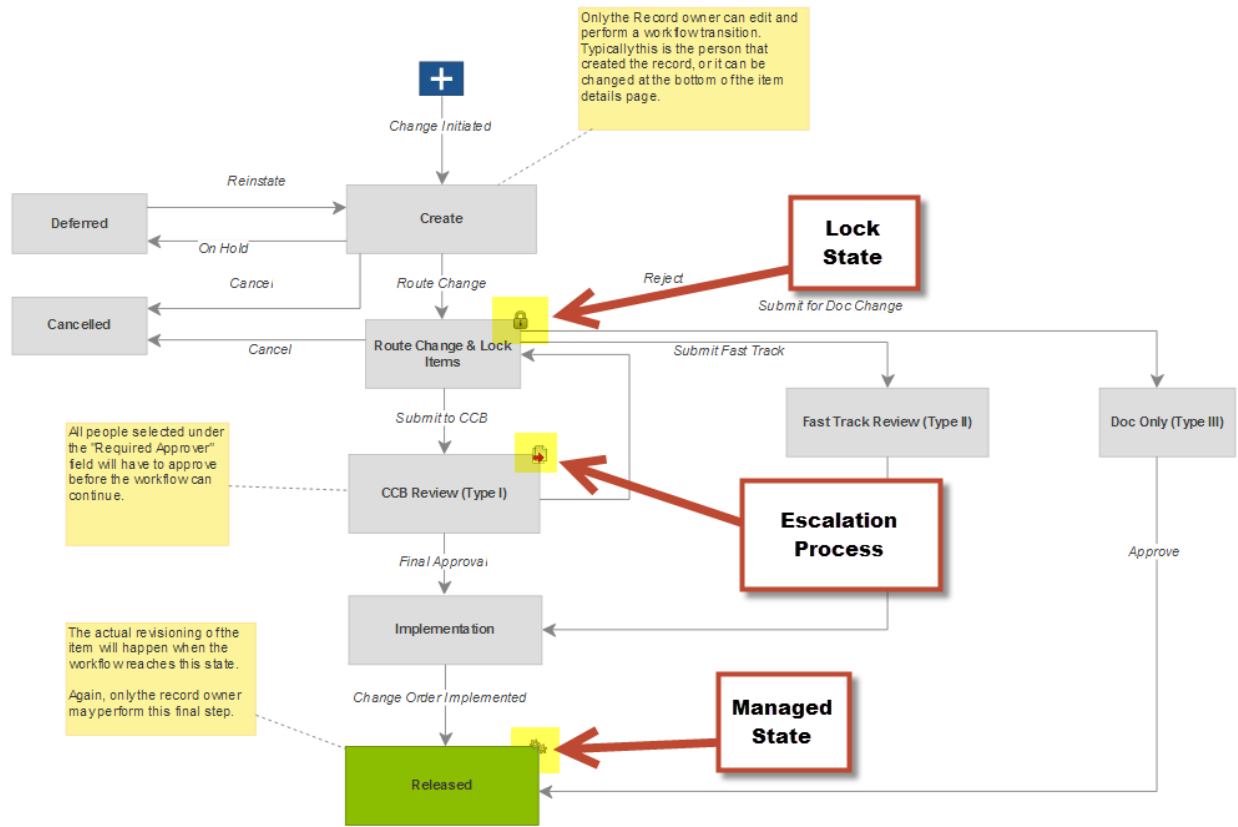 Only the Record owner can edit and
perform a workflow transition.
Typically this is the person that
created the record, or it can be
changed at the bottom of the item
details page.
Change Initiated
Reinstate
Deferred
Create
On Hold
Cancel
Route Change
Reject
Lock
State
Submit for Doc Change
Cancelled
Cancel
Route Change & Lock
Items
Submit Fast Track
Submit to CCB
Fast Track Review (Type II)
Doc Only (Type III)
All people selected under
the "Required Approver"
field will have to approve
before the workflow can
continue.
CCB Review (Type I)
Escalation
Process
Final Approval
Approve
Implementation
The actual revisioning of the
item will happen when the
workflow reaches this state.
Again, only the record owner
may perform this final step.
Change Order Implemented
Managed
State
Released